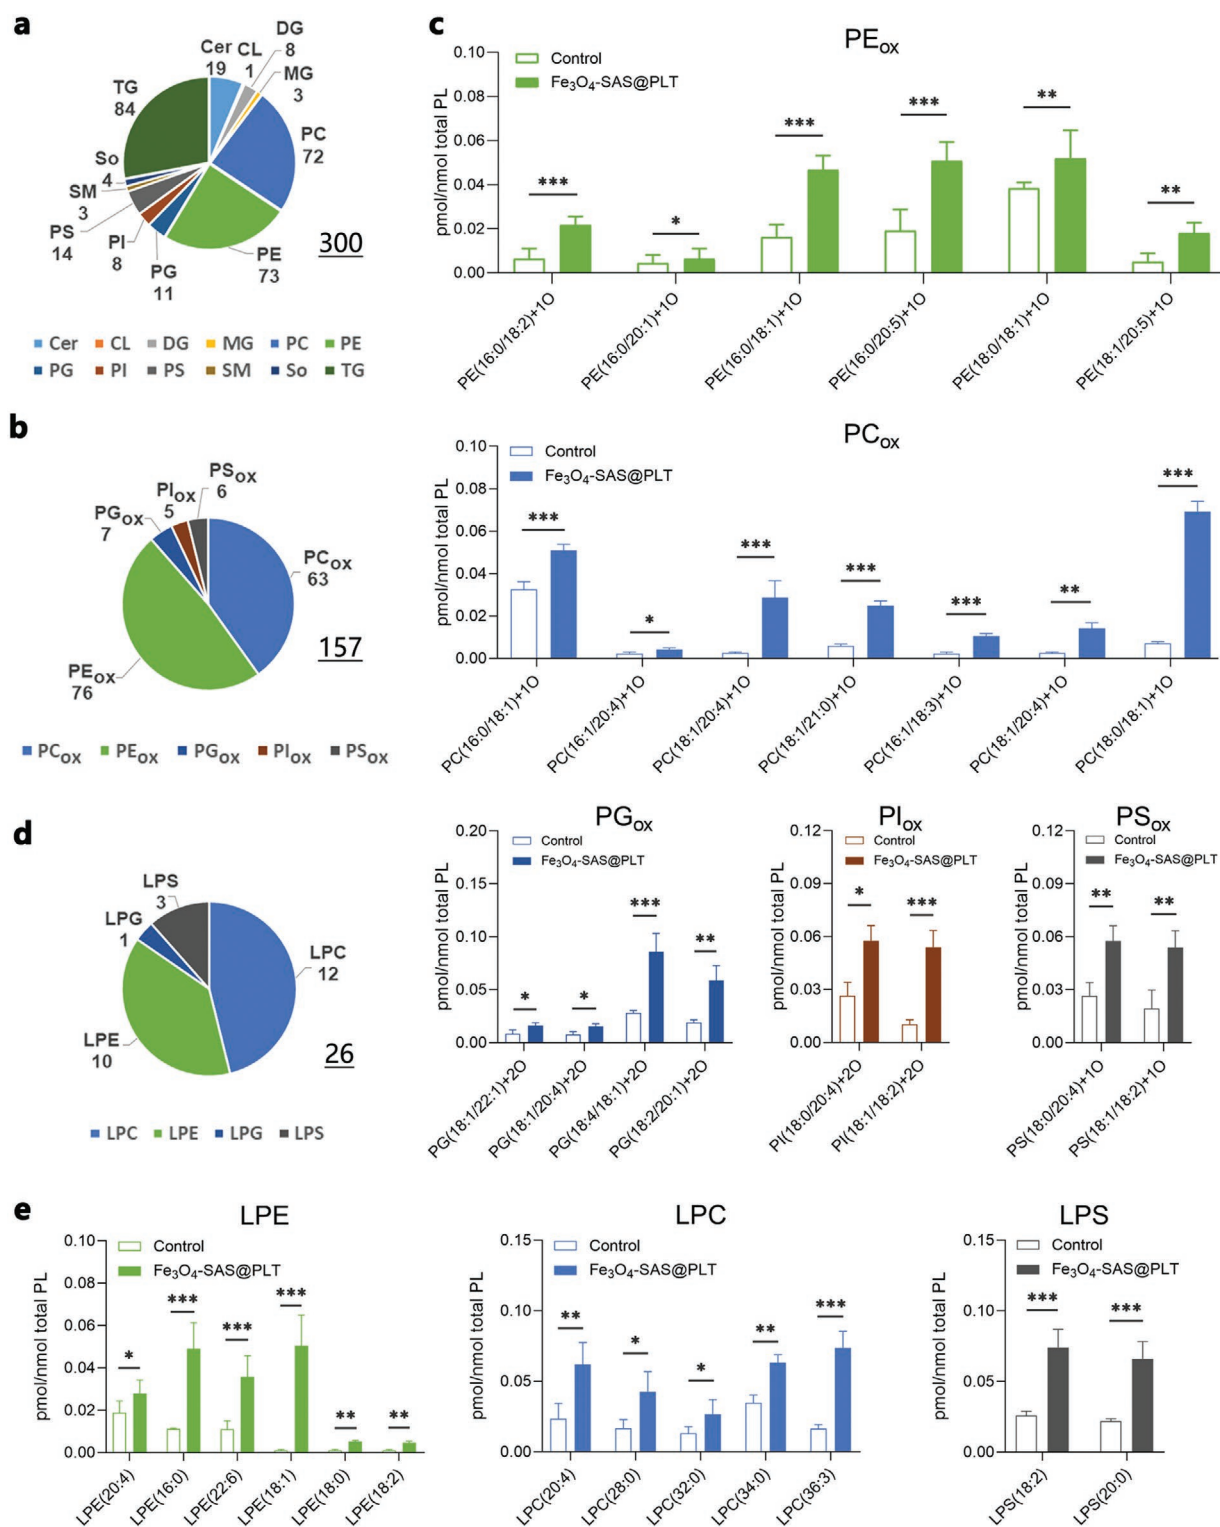 a
Cer
19
CL
1
DG
8
MG
3
PC
72
PE
73
PG
11
PI
8
PS
14
SM
3
So
4
TG
84
300
Cer CL DG MG PC PE
PG PI PS SM So TG
b
PSox
6
PIox
5
PGox
7
PCox
63
PEox
76
157
PCox PEox PGox PIox PSox
c
PEox
Control
Fe3O4-SAS@PLT
pmol/nmol total PL
0.10
0.08
0.06
0.04
0.02
0.00
***
*
***
***
**
**
PE(16:0/18:2)+1O
PE(16:0/20:1)+1O
PE(16:0/18:1)+1O
PE(16:0/20:5)+1O
PE(18:0/18:1)+1O
PE(18:1/20:5)+1O
PCox
Control
Fe3O4-SAS@PLT
pmol/nmol total PL
0.10
0.08
0.06
0.04
0.02
0.00
***
*
***
***
***
**
***
PC(16:0/18:1)+1O
PC(16:1/20:4)+1O
PC(18:1/20:4)+1O
PC(18:1/21:0)+1O
PC(16:1/18:3)+1O
PC(18:1/20:4)+1O
PC(18:0/18:1)+1O
PGox
Control
Fe3O4-SAS@PLT
pmol/nmol total PL
0.20
0.15
0.10
0.05
0.00
*
*
***
**
PG(18:1/22:1)+2O
PG(18:1/20:4)+2O
PG(18:4/18:1)+2O
PG(18:2/20:1)+2O
PIox
Control
Fe3O4-SAS@PLT
pmol/nmol total PL
0.12
0.09
0.06
0.03
0.00
*
***
PI(18:0/20:4)+2O
PI(18:1/18:2)+2O
PSox
Control
Fe3O4-SAS@PLT
pmol/nmol total PL
0.12
0.09
0.06
0.03
0.00
**
**
PS(18:0/20:4)+1O
PS(18:1/18:2)+1O
d
LPS
3
LPG
1
LPC
12
LPE
10
26
LPC LPE LPG LPS
e
LPE
Control
Fe3O4-SAS@PLT
pmol/nmol total PL
0.10
0.08
0.06
0.04
0.02
0.00
*
***
***
***
**
**
LPE(20:4)
LPE(16:0)
LPE(22:6)
LPE(18:1)
LPE(18:0)
LPE(18:2)
LPC
Control
Fe3O4-SAS@PLT
pmol/nmol total PL
0.15
0.10
0.05
0.00
**
*
*
**
***
LPC(20:4)
LPC(28:0)
LPC(32:0)
LPC(34:0)
LPC(36:3)
LPS
Control
Fe3O4-SAS@PLT
pmol/nmol total PL
0.15
0.10
0.05
0.00
***
***
LPS(18:2)
LPS(20:0)